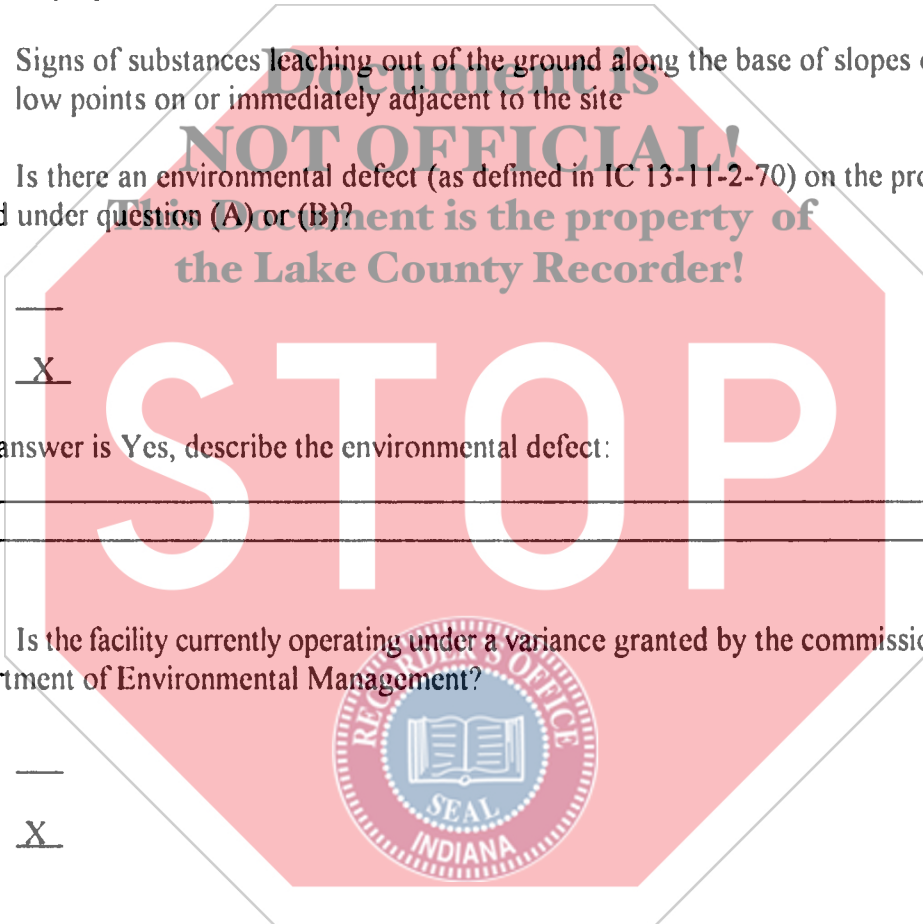 Signs of substances leaching out of the ground along the base of slopes
low points on or immediately adjacent to the site
Document is
NOT OFFICIAL!
Is there an environmental defect (as defined in IC 13-11-2-70) on the
under question (A) or (B)?
This Document is the property of
the Lake County Recorder!
X
STOP
answer is Yes, describe the environmental defect:
Is the facility currently operating under a variance granted by the
of Environmental Management?
RECORDER'S OFFICE
SEAL
INDIANA
X